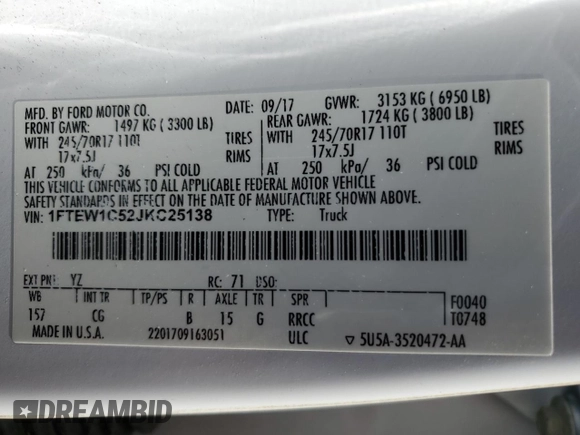 MFD. BY FORD MOTOR CO.
DATE: 09/17
GVWR: 3153 KG ( 6950 LB)
FRONT GAWR: 1497 KG ( 3300 LB)
REAR GAWR: 1724 KG ( 3800 LB)
WITH 245/70R17 110T TIRES
WITH 245/70R17 110T TIRES
17x7.5J RIMS
17x7.5J RIMS
AT 250 kPa/ 36 PSI COLD
AT 250 kPa/ 36 PSI COLD
THIS VEHICLE CONFORMS TO ALL APPLICABLE FEDERAL MOTOR VEHICLE
SAFETY STANDARDS IN EFFECT ON THE DATE OF MANUFACTURE SHOWN ABOVE.
VIN: 1FTEW1C52JKC25138
TYPE: Truck
EXT PNT: YZ RC: 71 DSO:
WB INT TR TP/PS R AXLE TR SPR
157 CG B 15 G RRCC
F0040
T0748
MADE IN U.S.A. 2201709163051 ULC
▽ 5U5A-3520472-AA
DREAMBID